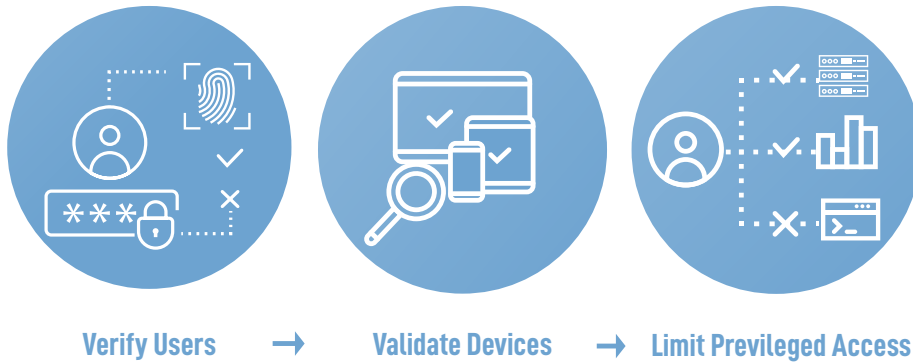 ***
Verify Users → Validate Devices → Limit Previleged Access